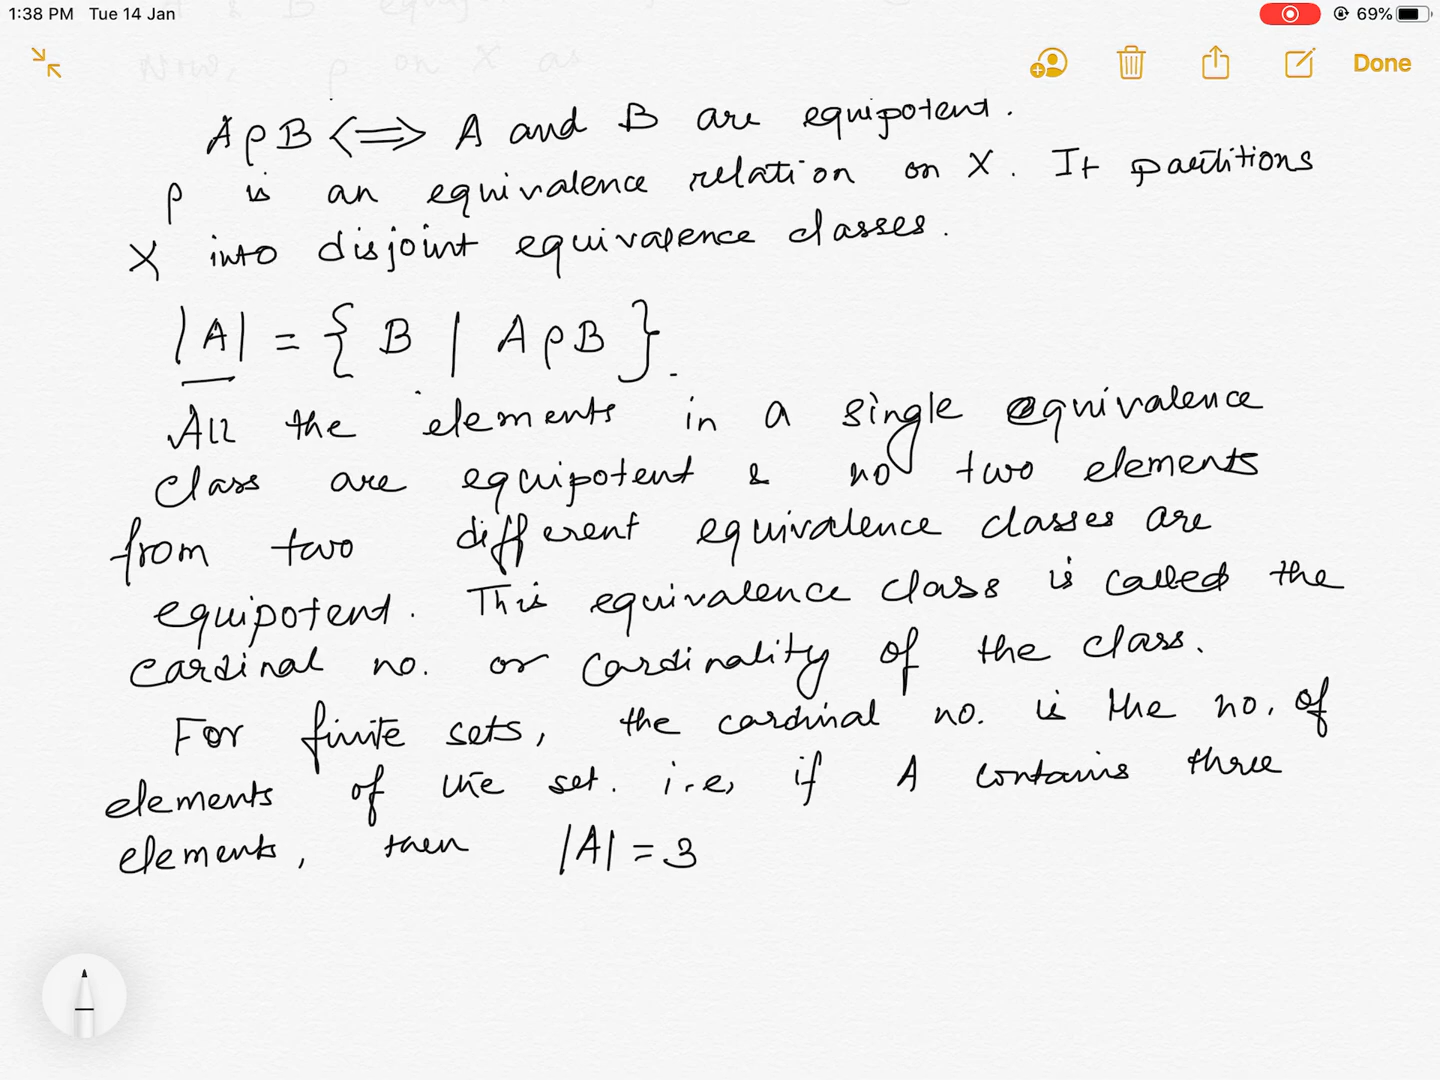 1:38 PM Tue 14 Jan
69%
Now, ρ on X as
Done
AρB <=> A and B are equipotent.
ρ is an equivalence relation on X. It partitions
X into disjoint equivalence classes.
|A| = { B | AρB }.
All the elements in a single equivalence
class are equipotent & no two elements
from two different equivalence classes are
equipotent. This equivalence class is called the
cardinal no. or cardinality of the class.
For finite sets, the cardinal no. is the no. of
elements of the set. i.e, if A contains three
elements, then |A| = 3